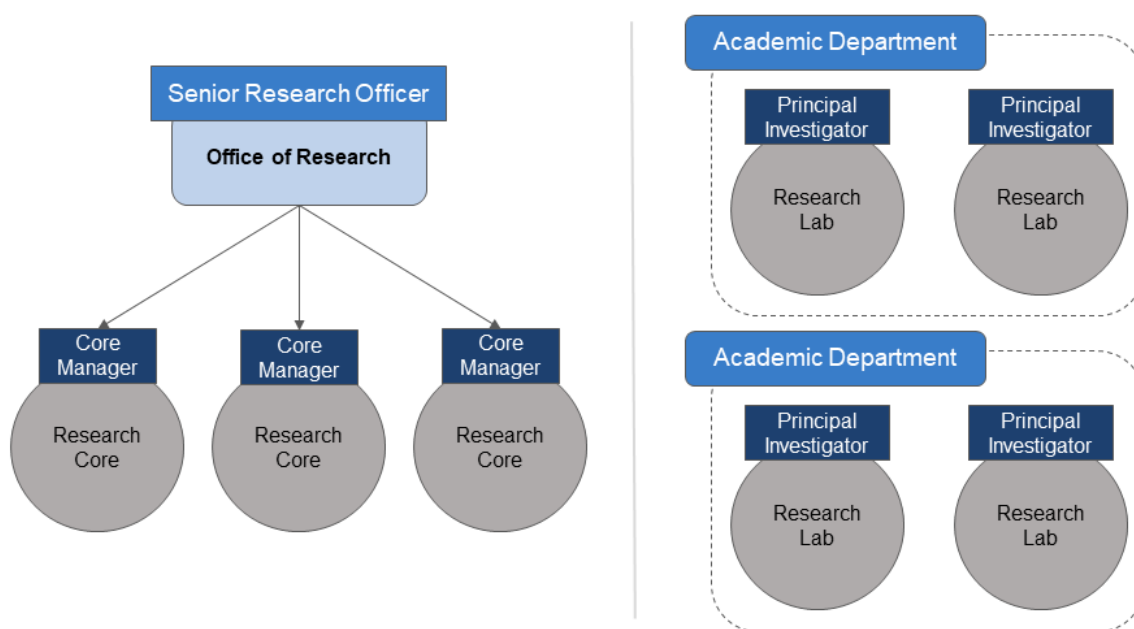 Senior Research Officer
Office of Research
Core
Manager
Research
Core
Core
Manager
Research
Core
Core
Manager
Research
Core
Academic Department
Principal
Investigator
Research
Lab
Principal
Investigator
Research
Lab
Academic Department
Principal
Investigator
Research
Lab
Principal
Investigator
Research
Lab